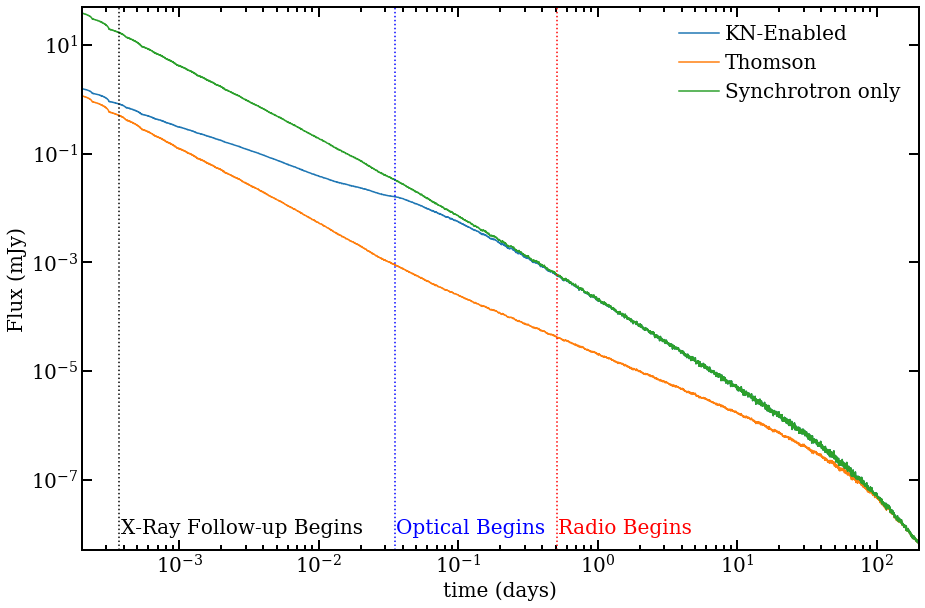 KN-Enabled
Thomson
Synchrotron only
10^1
10^−1
10^−3
10^−5
10^−7
Flux (mJy)
X-Ray Follow-up Begins
Optical Begins
Radio Begins
10^−3
10^−2
10^−1
10^0
10^1
10^2
time (days)